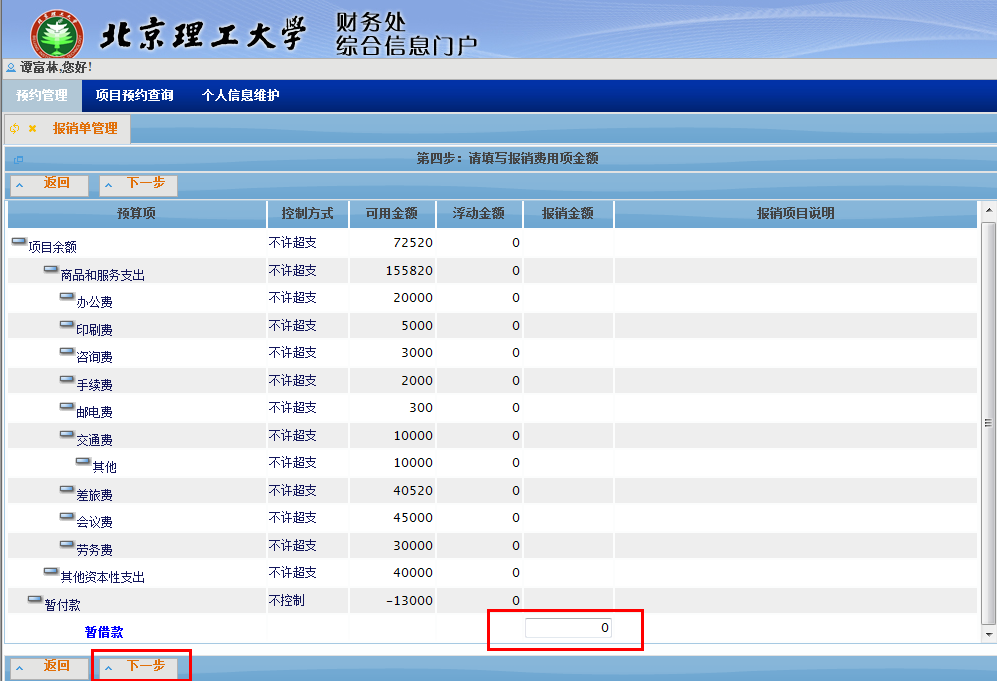 北京理工大学 财务处
综合信息门户
谭富林,您好!
预约管理 项目预约查询 个人信息维护
报销单管理
第四步：请填写报销费用项金额
返回 下一步
预算项 控制方式 可用金额 浮动金额 报销金额 报销项目说明
项目余额 不许超支 72520 0
商品和服务支出 不许超支 155820 0
办公费 不许超支 20000 0
印刷费 不许超支 5000 0
咨询费 不许超支 3000 0
手续费 不许超支 2000 0
邮电费 不许超支 300 0
交通费 不许超支 10000 0
其他 不许超支 10000 0
差旅费 不许超支 40520 0
会议费 不许超支 45000 0
劳务费 不许超支 30000 0
其他资本性支出 不许超支 40000 0
暂付款 不控制 -13000 0
暂借款 0
返回 下一步